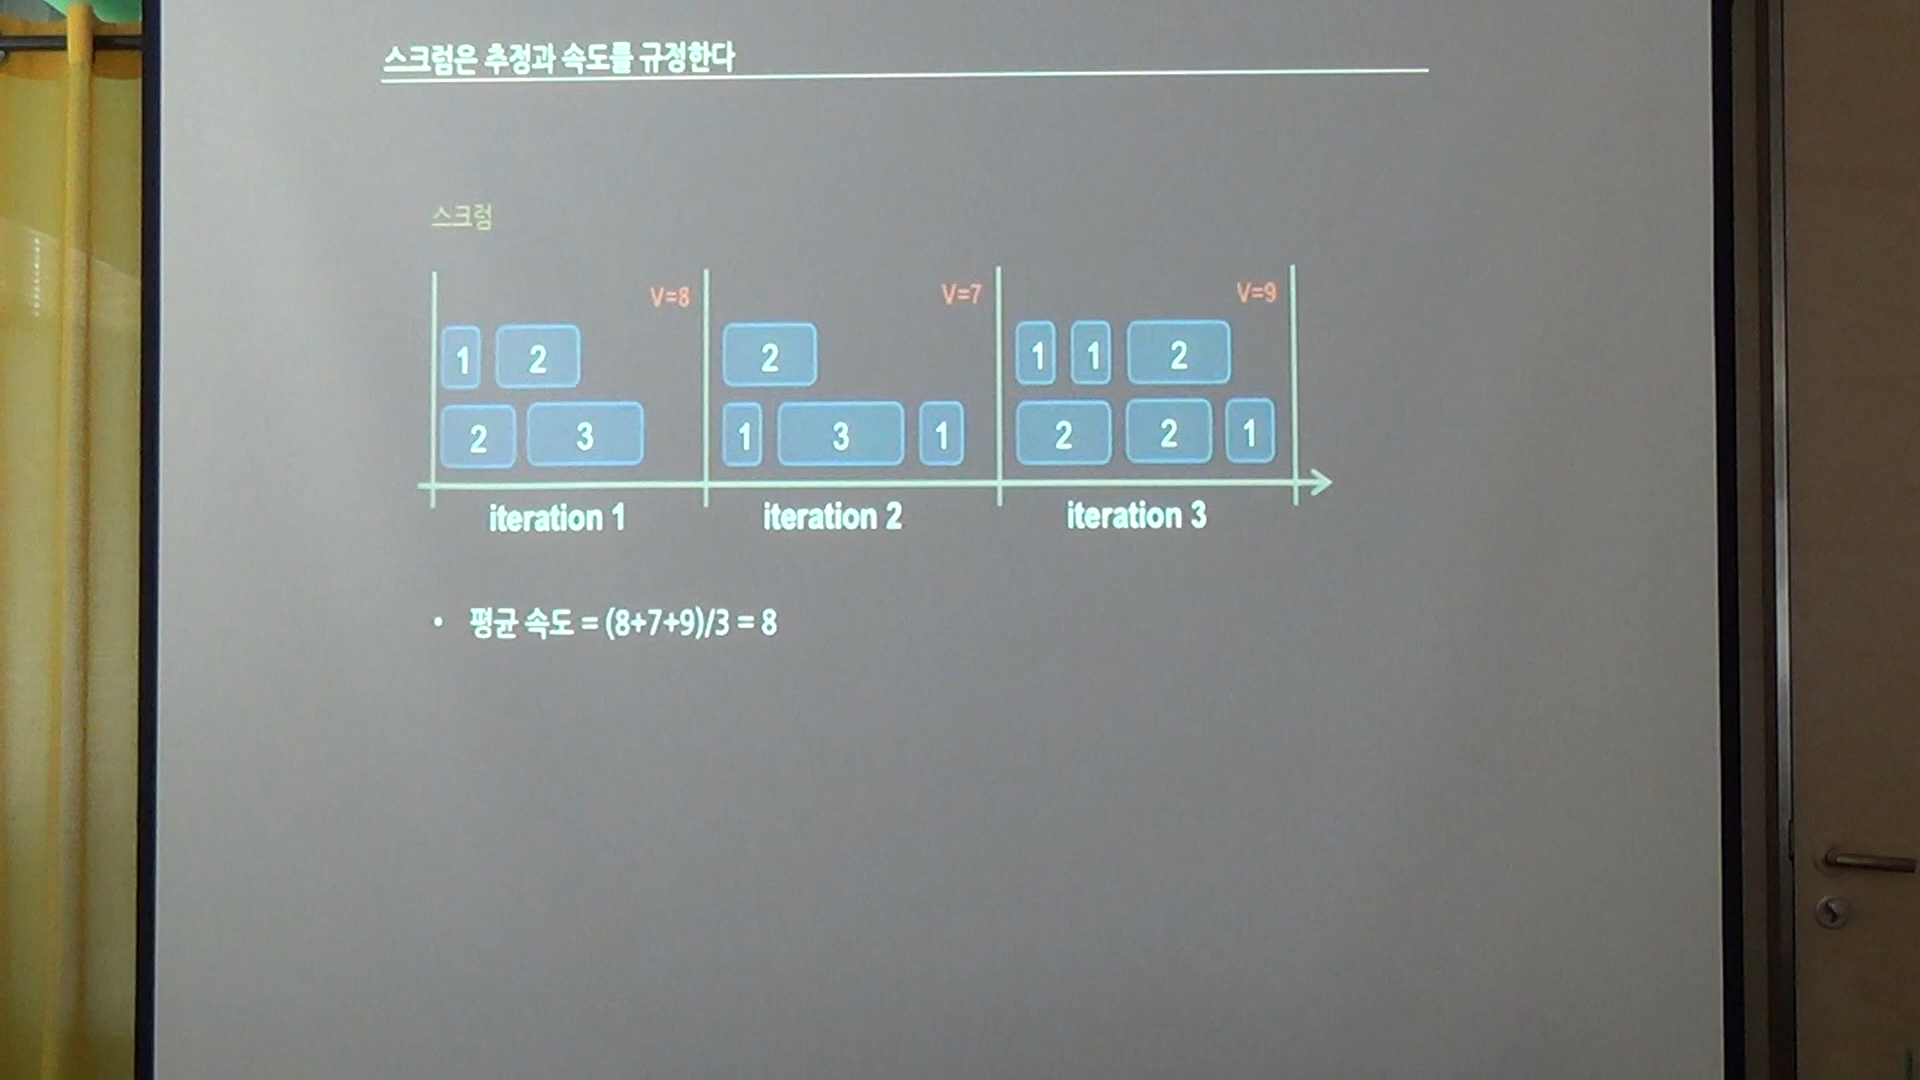 스크럼은 추정과 속도를 규정한다
스크럼
V=8
1 2
2 3
iteration 1
V=7
2
1 3 1
iteration 2
V=9
1 1 2
2 2 1
iteration 3
• 평균 속도 = (8+7+9)/3 = 8